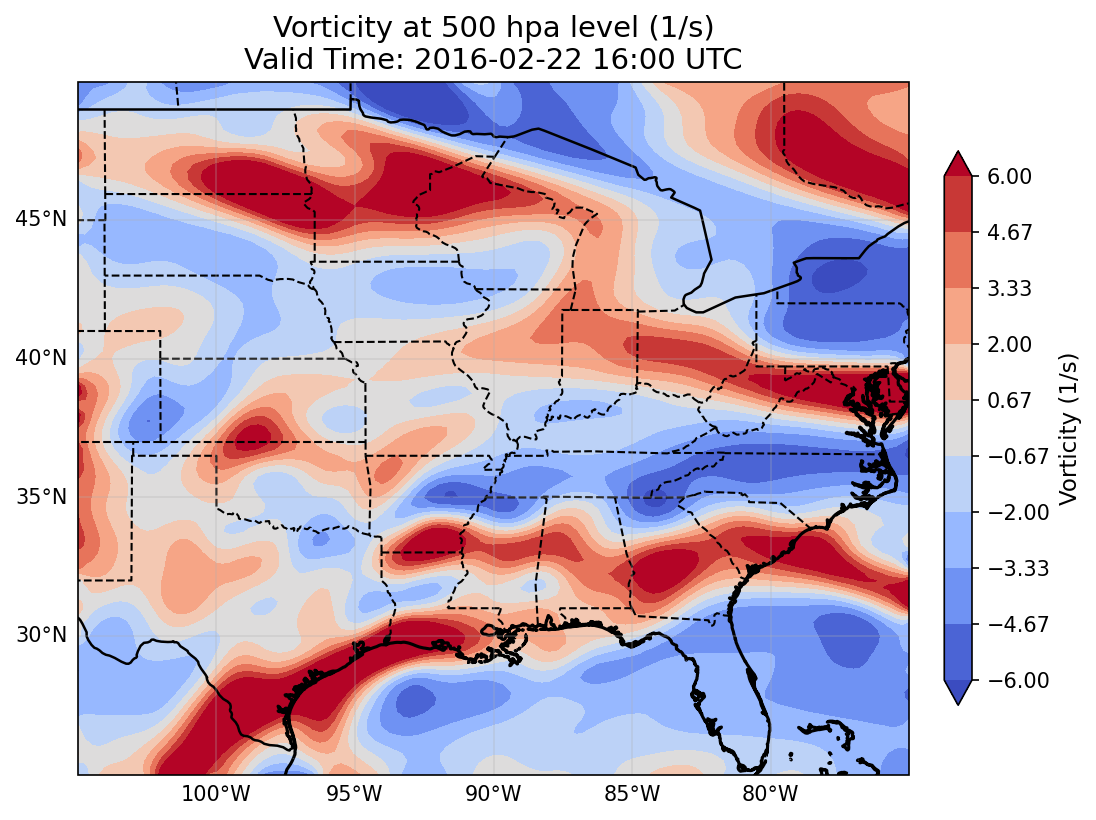 Vorticity at 500 hpa level (1/s)
Valid Time: 2016-02-22 16:00 UTC
45°N
40°N
35°N
30°N
100°W
95°W
90°W
85°W
80°W
6.00
4.67
3.33
2.00
0.67
−0.67
−2.00
−3.33
−4.67
−6.00
Vorticity (1/s)